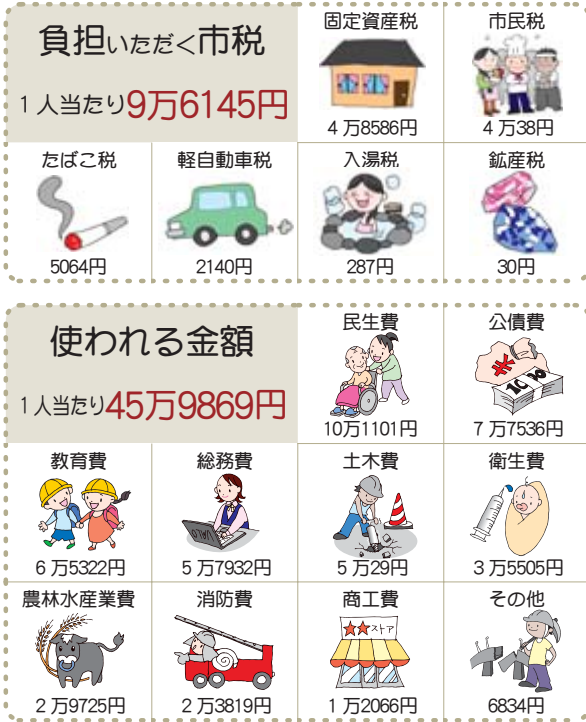 負担いただく市税
1人当たり9万6145円
固定資産税
4万8586円
市民税
4万38円
たばこ税
5064円
軽自動車税
2140円
入湯税
287円
鉱産税
30円
使われる金額
1人当たり45万9869円
民生費
10万1101円
公債費
¥
7万7536円
教育費
6万5322円
総務費
5万7932円
土木費
5万29円
衛生費
3万5505円
農林水産業費
2万9725円
消防費
2万3819円
商工費
★★ストア
1万2066円
その他
6834円